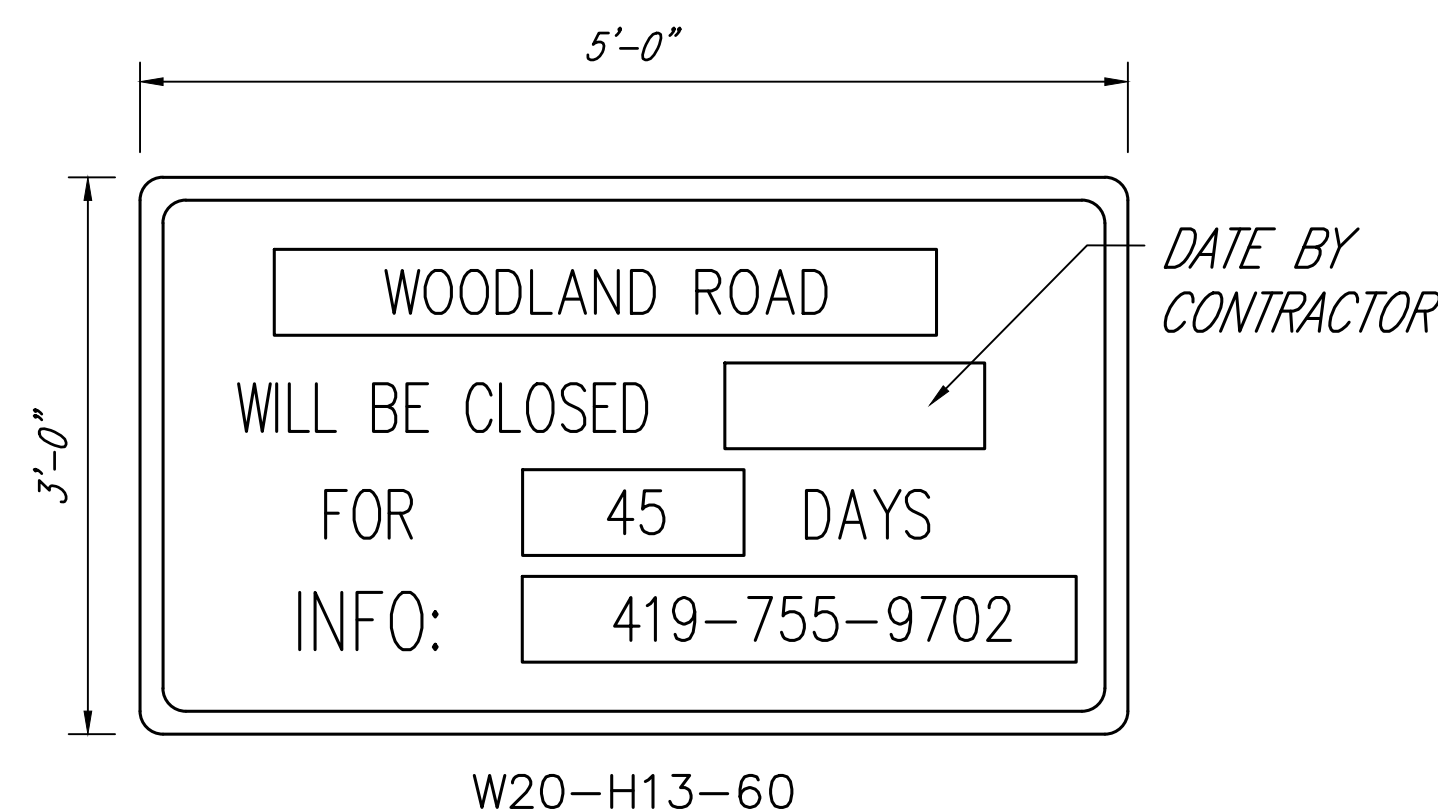 5'-0"
WOODLAND ROAD
DATE BY
CONTRACTOR
WILL BE CLOSED
3'-0"
FOR 45 DAYS
INFO: 419-755-9702
W20-H13-60